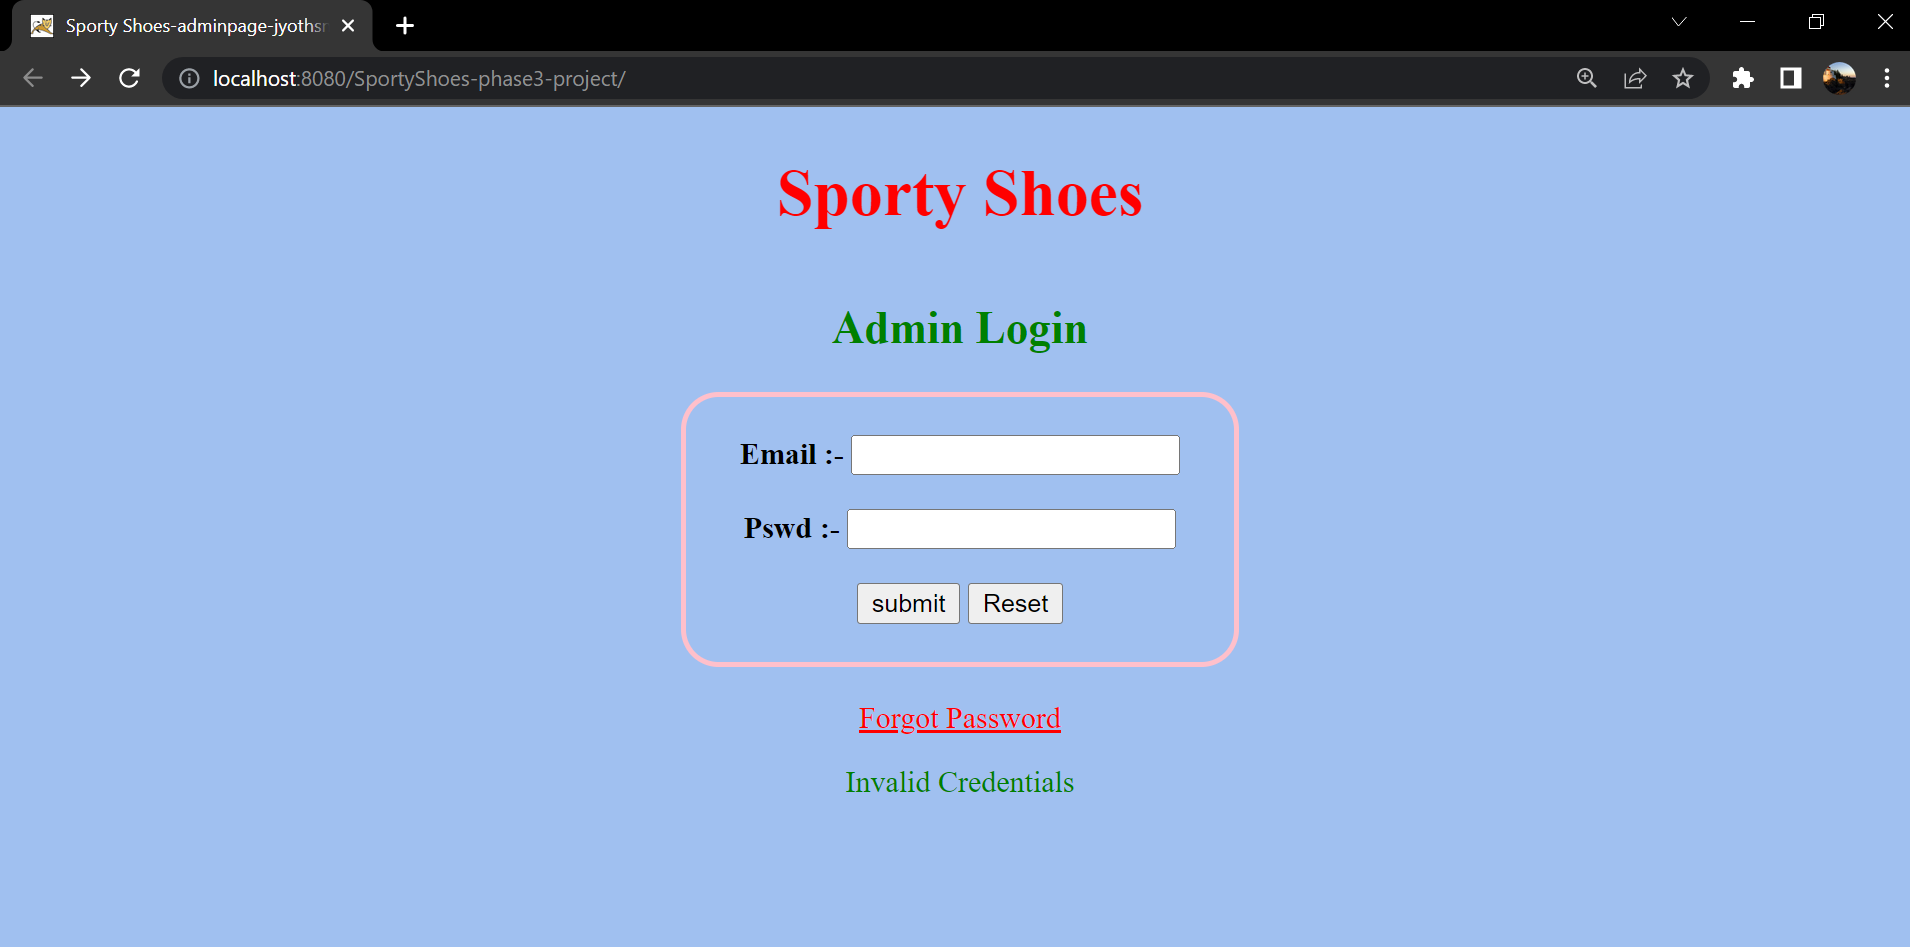 Sporty Shoes-adminpage-jyoths
localhost:8080/SportyShoes-phase3-project/
Sporty Shoes
Admin Login
Email :-
Pswd :-
submit Reset
Forgot Password
Invalid Credentials